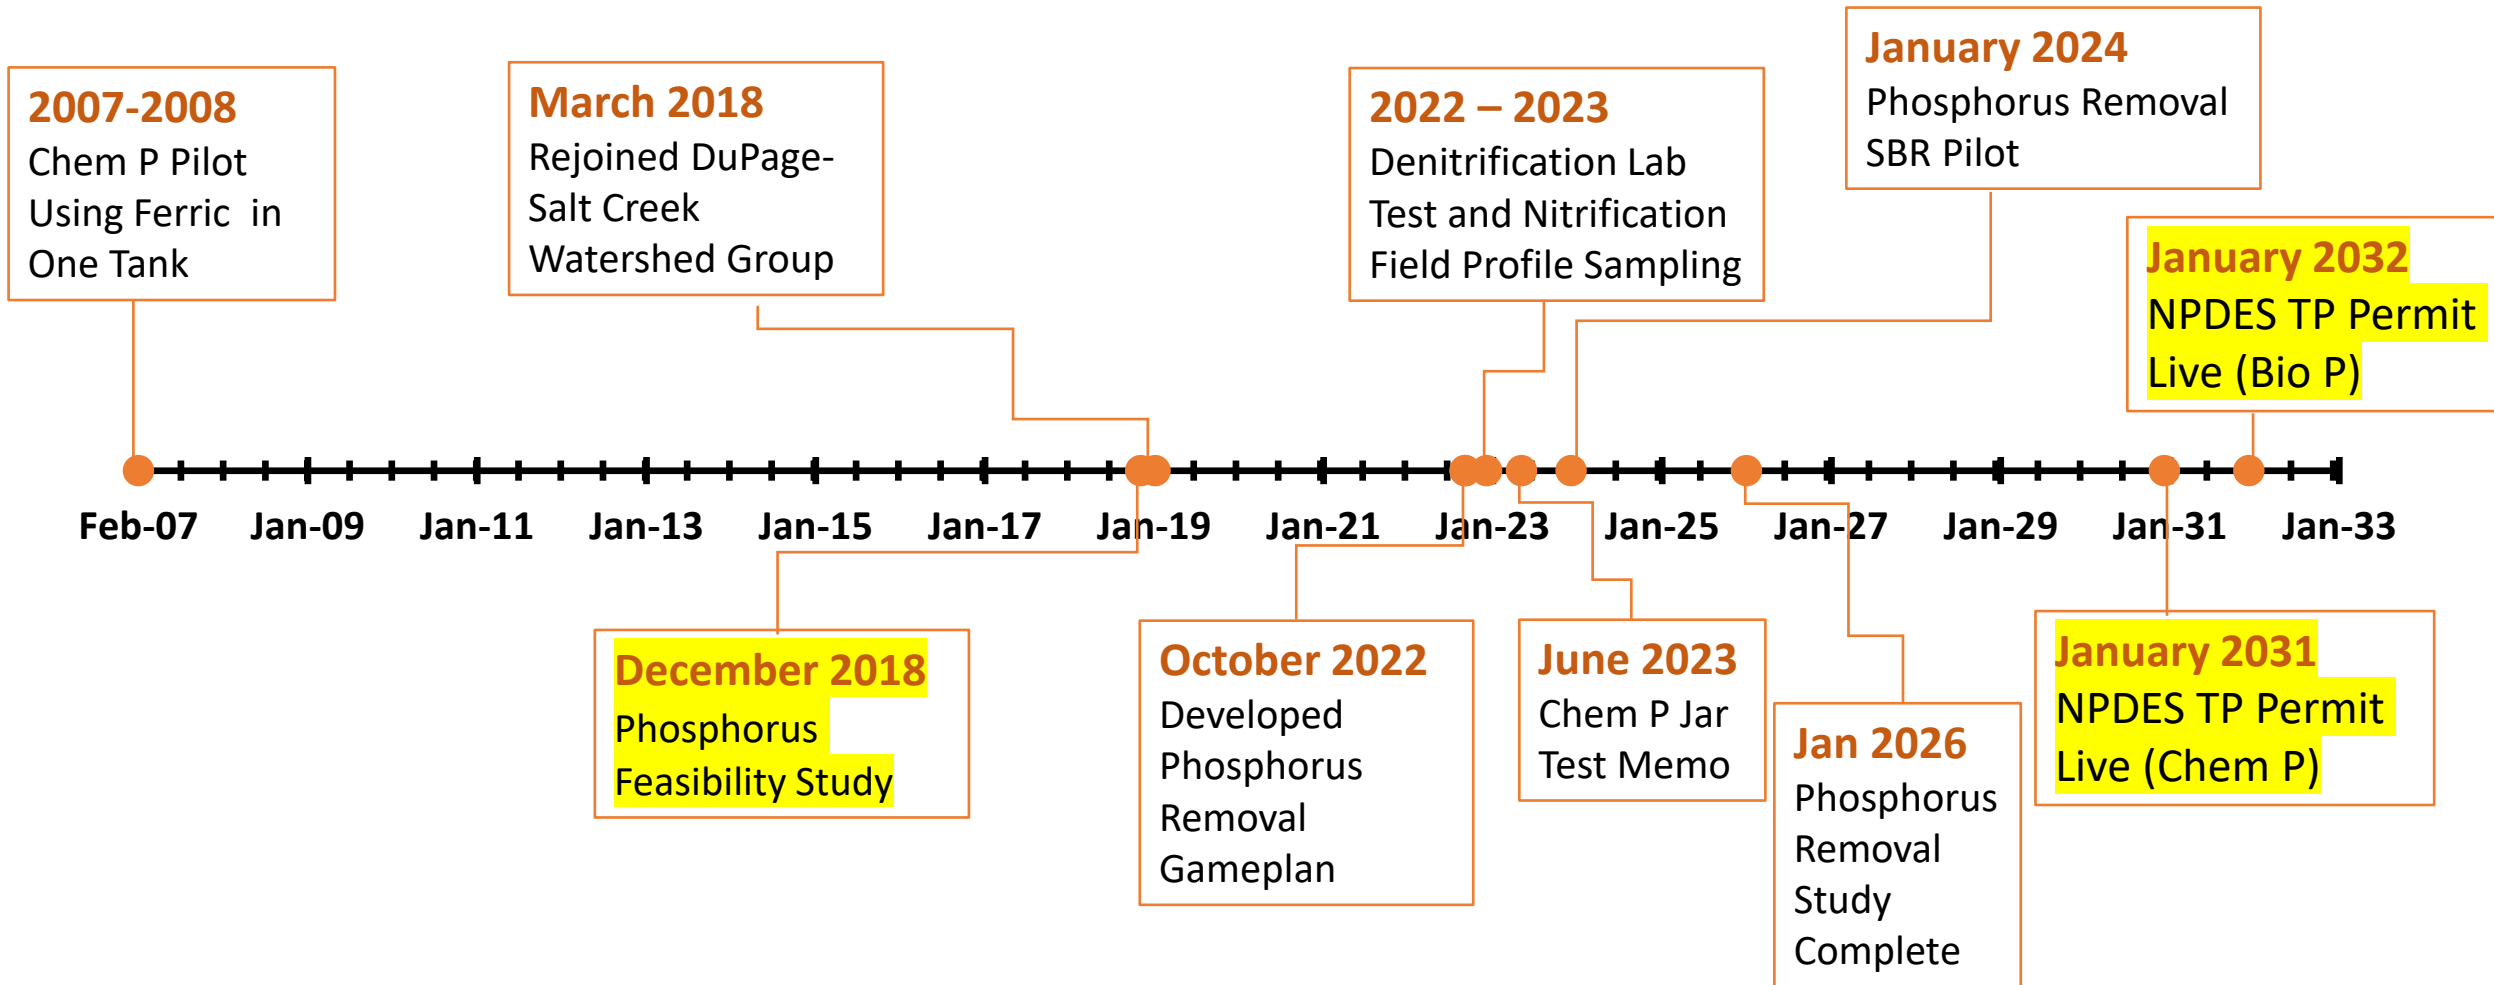 2007-2008
Chem P Pilot
Using Ferric  in
One Tank
March 2018
Rejoined DuPage-
Salt Creek
Watershed Group
2022 – 2023
Denitrification Lab
Test and Nitrification
Field Profile Sampling
January 2024
Phosphorus Removal
SBR Pilot
January 2032
NPDES TP Permit
Live (Bio P)
Feb-07 Jan-09 Jan-11 Jan-13 Jan-15 Jan-17 Jan-19 Jan-21 Jan-23 Jan-25 Jan-27 Jan-29 Jan-31 Jan-33
December 2018
Phosphorus
Feasibility Study
October 2022
Developed
Phosphorus
Removal
Gameplan
June 2023
Chem P Jar
Test Memo
Jan 2026
Phosphorus
Removal
Study
Complete
January 2031
NPDES TP Permit
Live (Chem P)